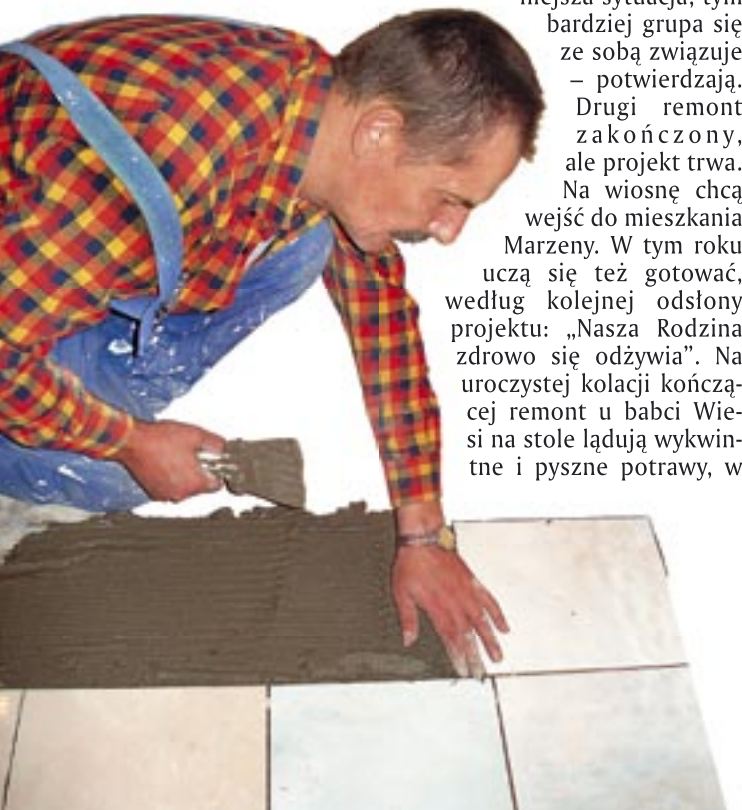 bardziej grupa się
ze sobą związuje
– potwierdzają.
Drugi remont
zakończony,
ale projekt trwa.
Na wiosnę chcą
wejść do mieszkania
Marzeny. W tym roku
uczą się też gotować,
według kolejnej odsłony
projektu: „Nasza Rodzina
zdrowo się odżywia”. Na
uroczystej kolacji kończą-
cej remont u babci Wie-
si na stole lądują wykwin-
tne i pyszne potrawy, w